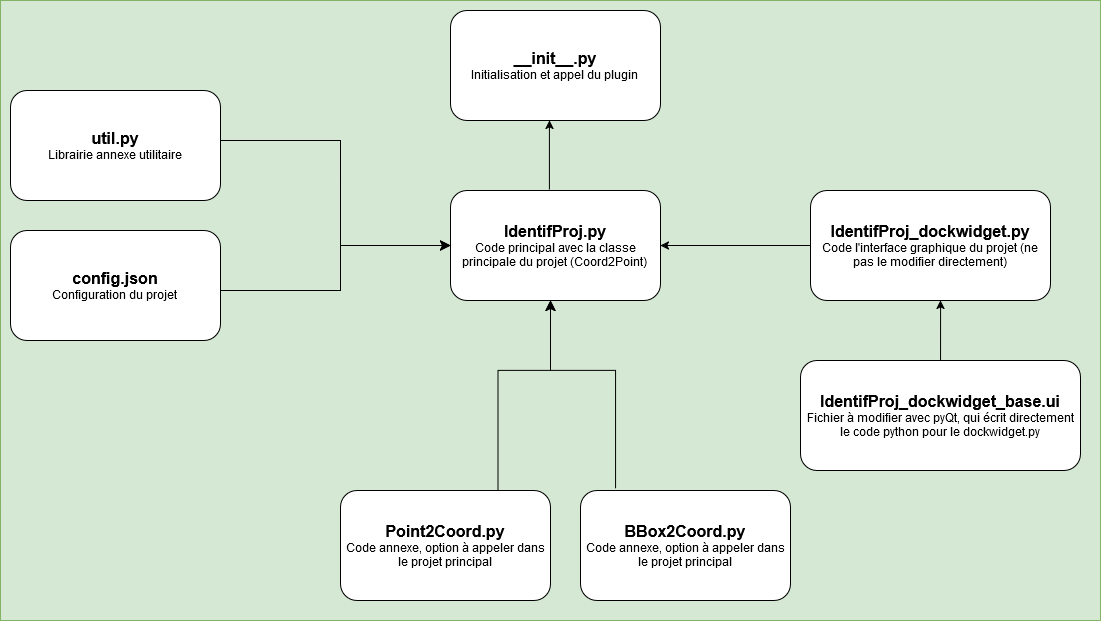 __init__.py
Initialisation et appel du plugin
util.py
Librairie annexe utilitaire
config.json
Configuration du projet
IdentifProj.py
Code principal avec la classe
principale du projet (Coord2Point)
IdentifProj_dockwidget.py
Code l'interface graphique du projet (ne
pas le modifier directement)
IdentifProj_dockwidget_base.ui
Fichier à modifier avec pyQt, qui écrit directement
le code python pour le dockwidget.py
Point2Coord.py
Code annexe, option à appeler dans
le projet principal
BBox2Coord.py
Code annexe, option à appeler dans
le projet principal